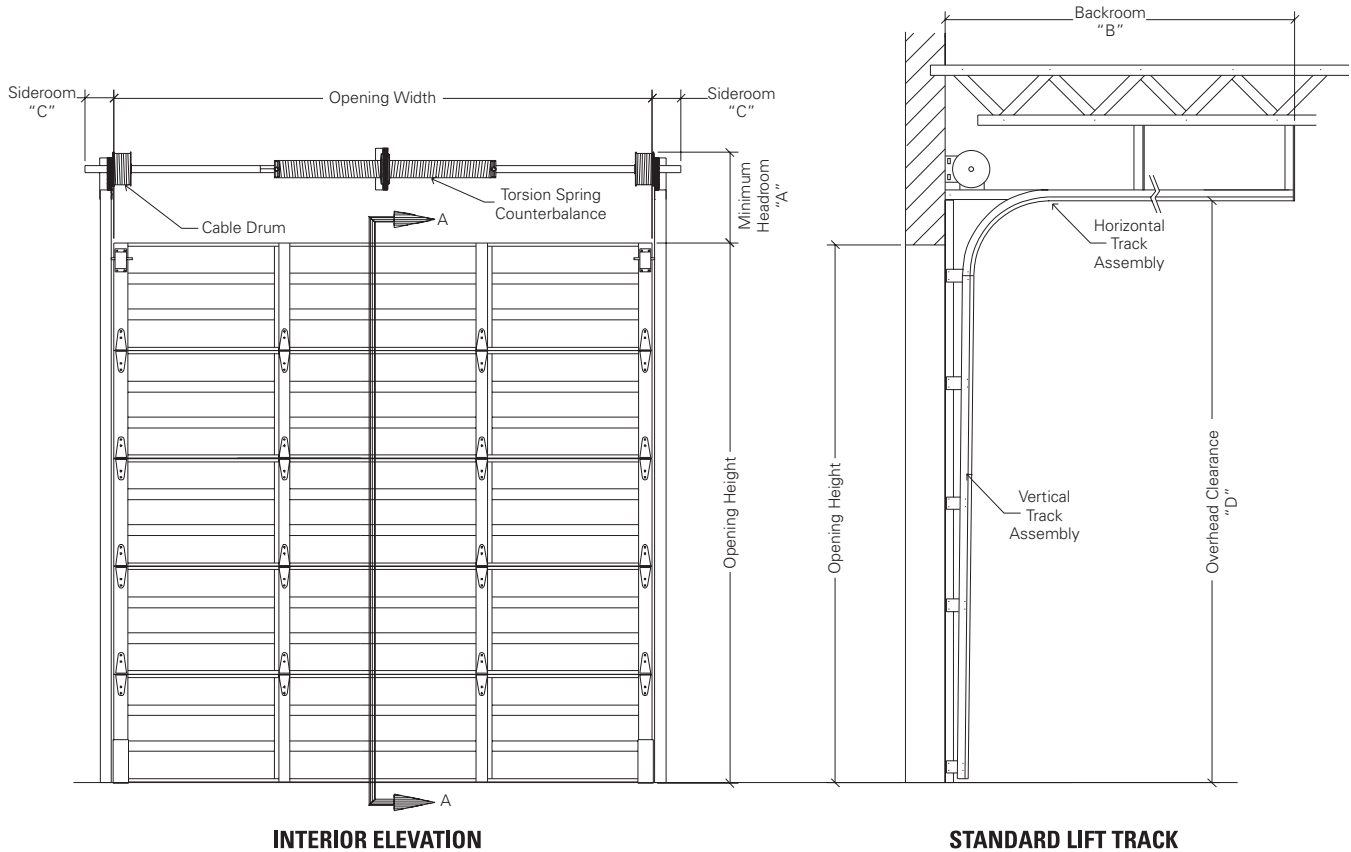 Backroom
“B”
Sideroom
“C”
Opening Width
Sideroom
“C”
Minimum
Headroom
“A”
Torsion Spring
Counterbalance
Cable Drum
A
Horizontal
Track
Assembly
Opening Height
Opening Height
Overhead Clearance
“D”
Vertical
Track
Assembly
A
INTERIOR ELEVATION
STANDARD LIFT TRACK